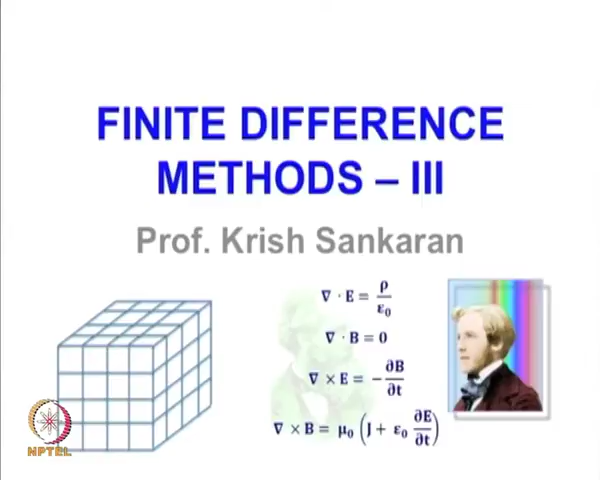 FINITE DIFFERENCE
METHODS – III
Prof. Krish Sankaran
∇ · E = ρ/ε₀
∇ · B = 0
∇ × E = −∂B/∂t
∇ × B = μ₀ (J + ε₀ ∂E/∂t)
NPTEL